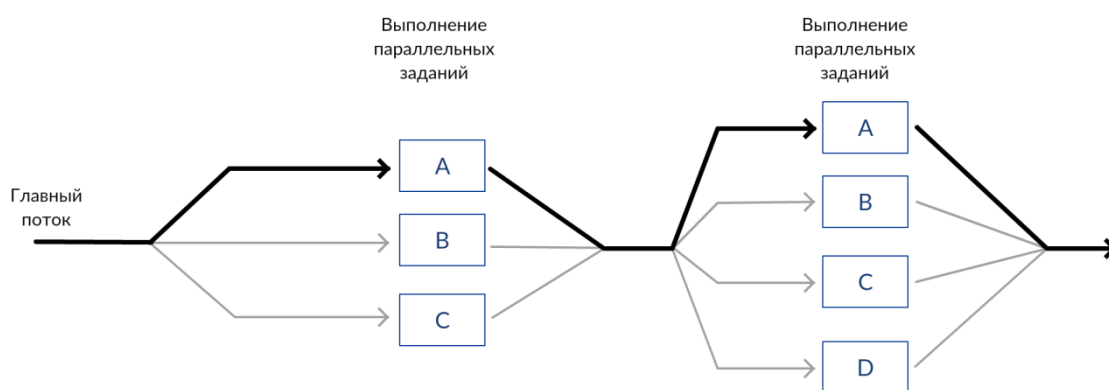 Выполнение
параллельных
заданий
Выполнение
параллельных
заданий
Главный
поток
A
B
C
A
B
C
D